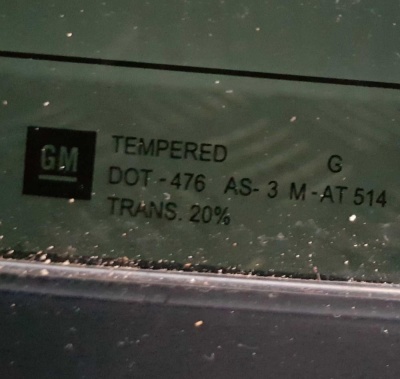 GM
TEMPERED G
DOT - 476 AS- 3 M - AT 514
TRANS. 20%